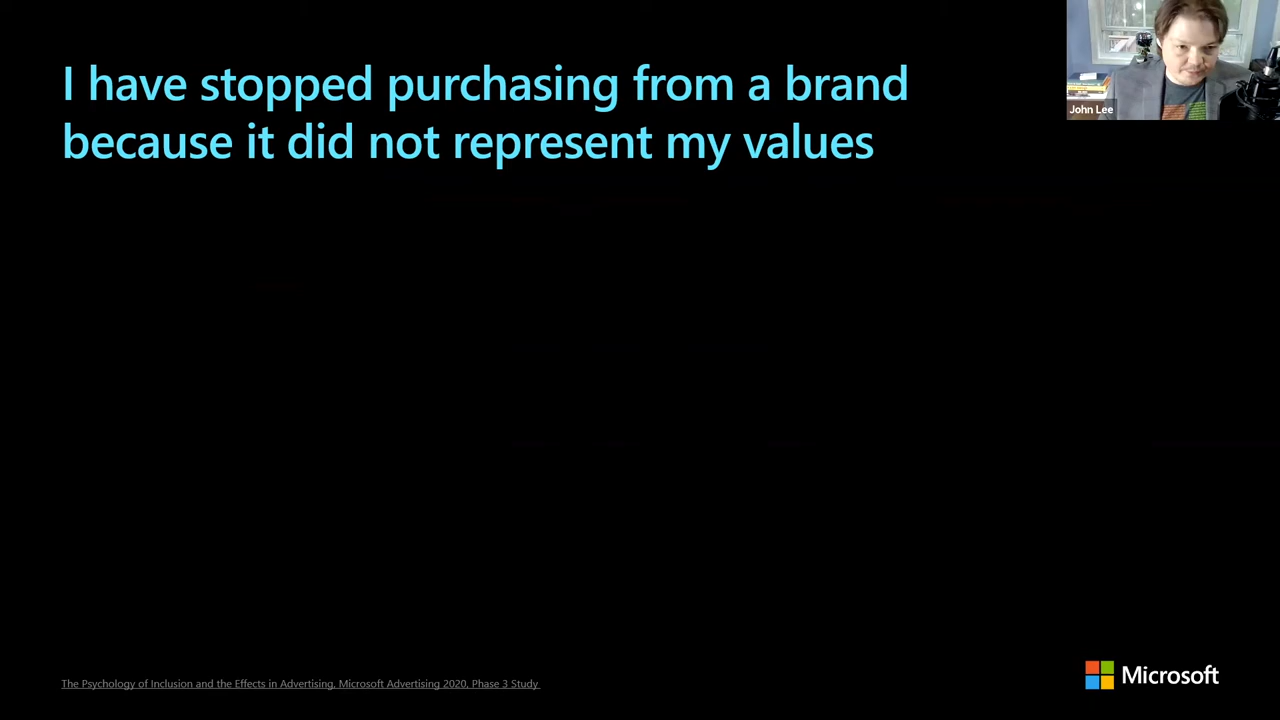 I have stopped purchasing from a brand
because it did not represent my values
John Lee
The Psychology of Inclusion and the Effects in Advertising, Microsoft Advertising 2020, Phase 3 Study
Microsoft